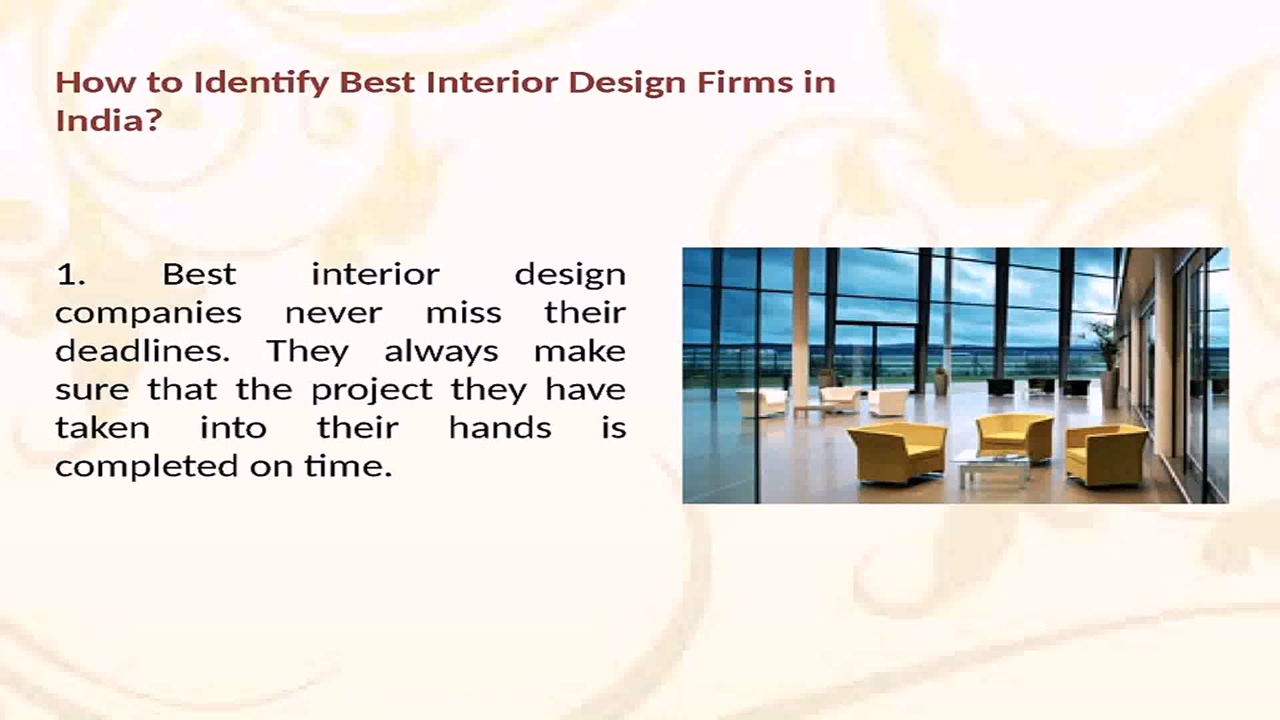 How to Identify Best Interior Design Firms in
India?
1. Best interior design
companies never miss their
deadlines. They always make
sure that the project they have
taken into their hands is
completed on time.